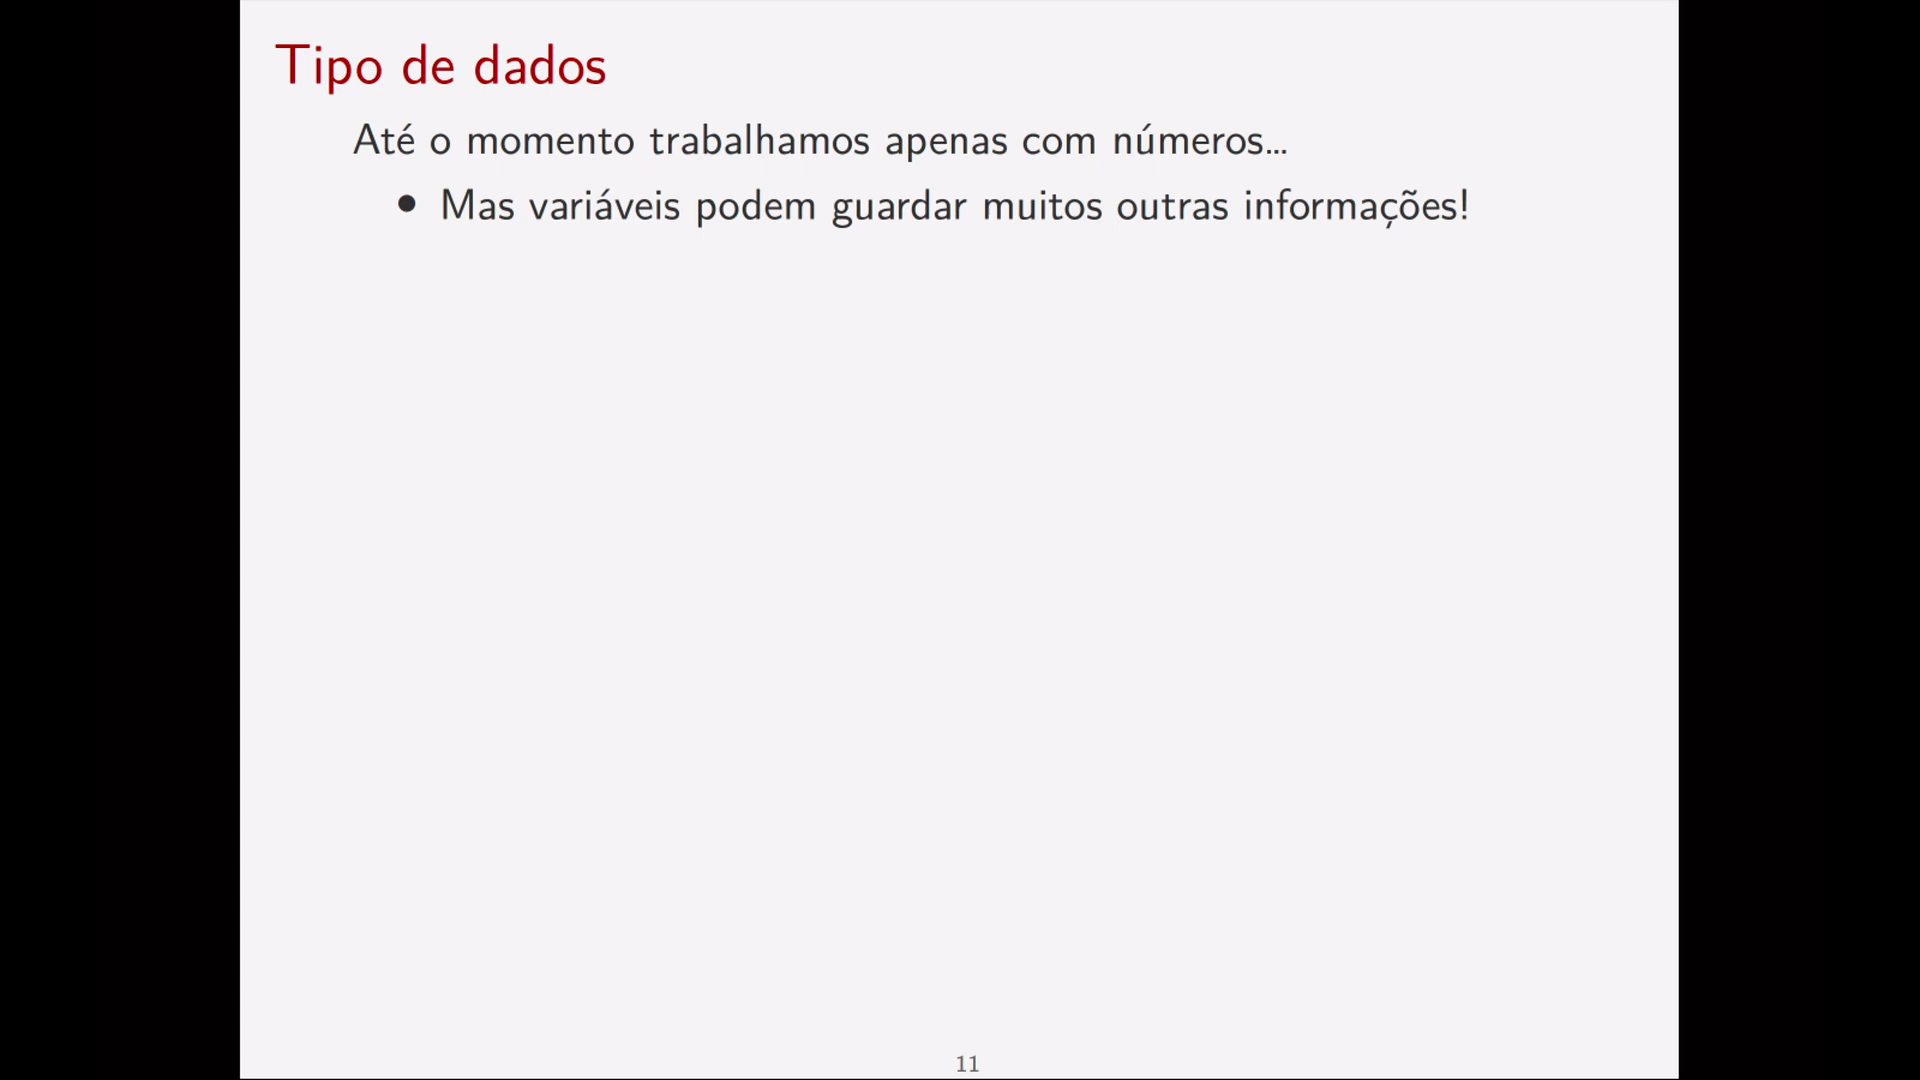 Tipo de dados
Até o momento trabalhamos apenas com números...
• Mas variáveis podem guardar muitos outras informações!
11